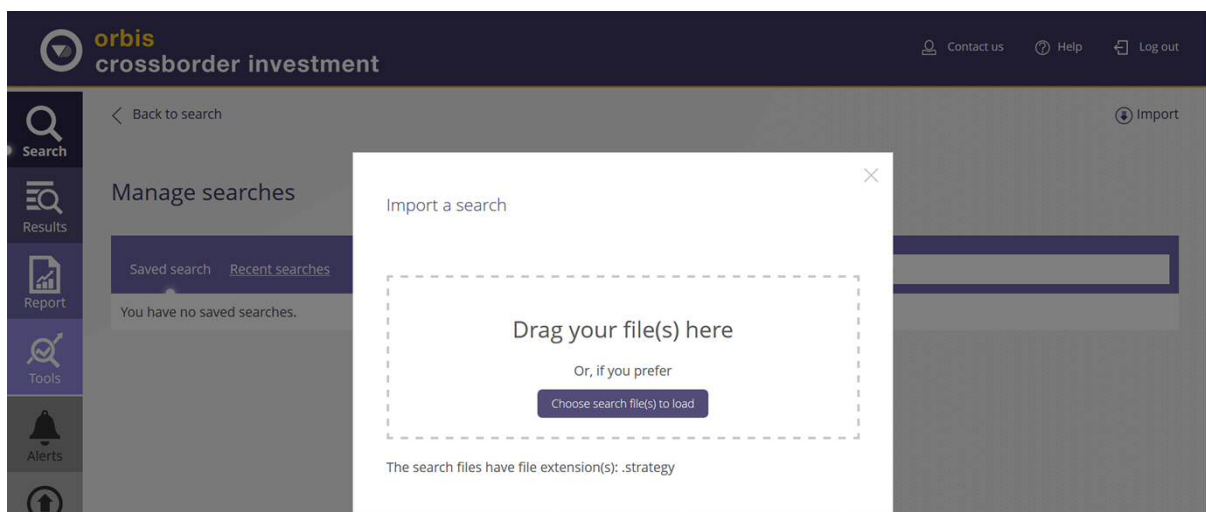 orbis
crossborder investment
Contact us
Help
Log out
Search
Results
Report
Tools
Alerts
Back to search
Import
Manage searches
Saved search Recent searches
You have no saved searches.
Import a search
Drag your file(s) here
Or, if you prefer
Choose search file(s) to load
The search files have file extension(s): .strategy